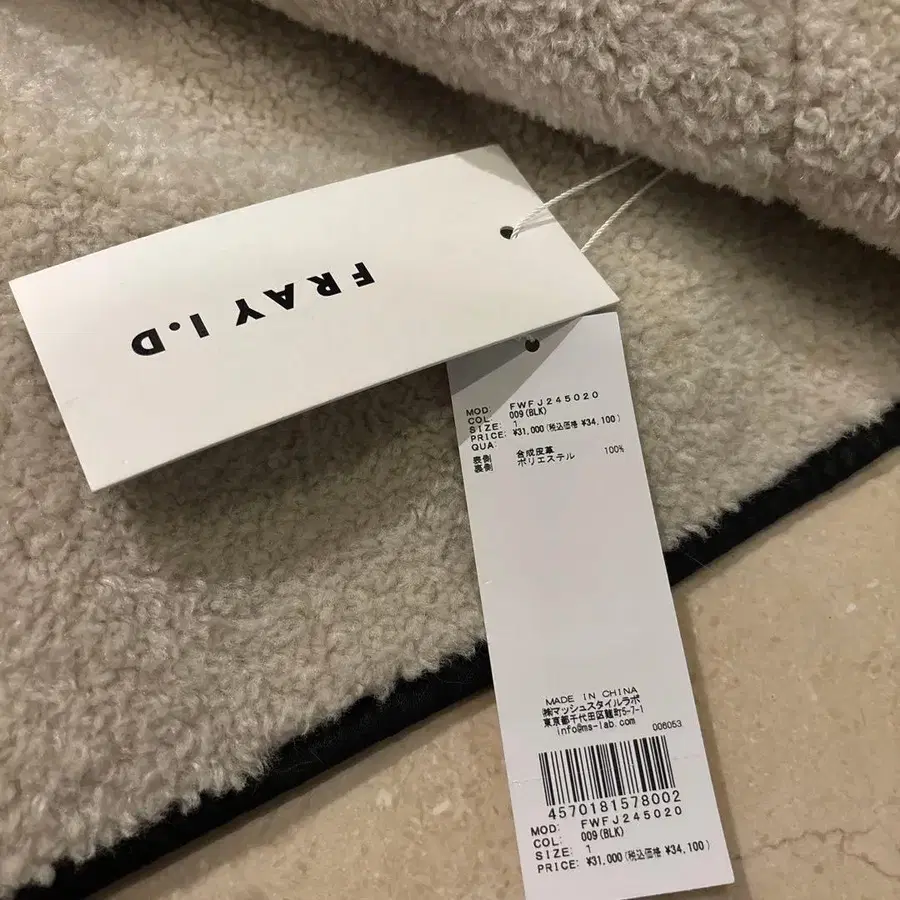 FRAY I.D
MOD: FWFJ245020
COL: 009(BLK)
SIZE: 1
PRICE: ¥31,000(税込価格 ¥34,100)
QUA:
表側 合成皮革
裏側 ポリエステル 100%
MADE IN CHINA
㈱マッシュスタイルラボ
東京都千代田区麹町5-7-1
info@ms-lab.com
006053
4570181578002
MOD: FWFJ245020
COL: 009(BLK)
SIZE: 1
PRICE: ¥31,000(税込価格 ¥34,100)